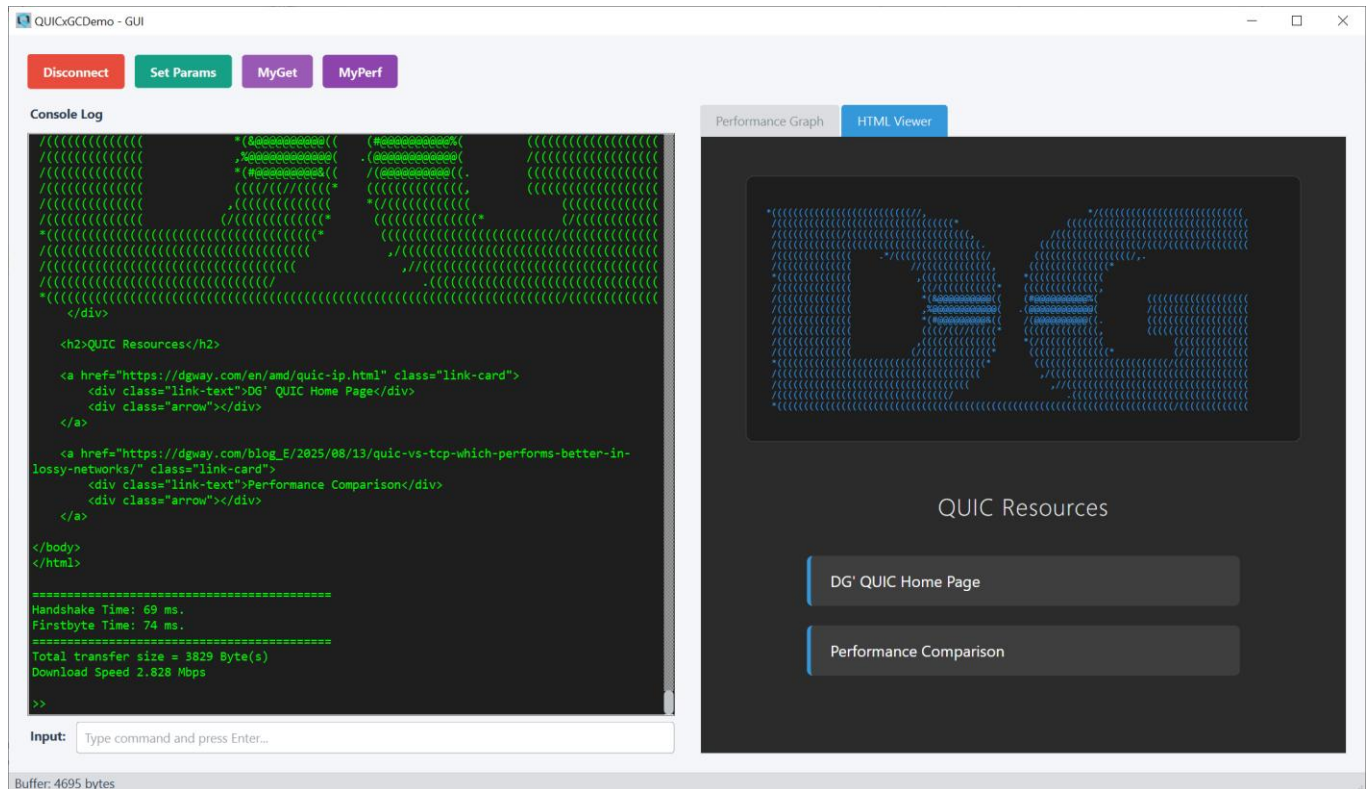 QUICxGCDemo - GUI
Disconnect
Set Params
MyGet
MyPerf
Console Log
</div>
<h2>QUIC Resources</h2>
<a href="https://dgway.com/en/amd/quic-ip.html" class="link-card">
<div class="link-text">DG' QUIC Home Page</div>
<div class="arrow"></div>
</a>
<a href="https://dgway.com/blog_E/2025/08/13/quic-vs-tcp-which-performs-better-in-
lossy-networks/" class="link-card">
<div class="link-text">Performance Comparison</div>
<div class="arrow"></div>
</a>
</body>
</html>
===========================================
Handshake Time: 69 ms.
Firstbyte Time: 74 ms.
===========================================
Total transfer size = 3829 Byte(s)
Download Speed 2.828 Mbps
>>
Input:
Type command and press Enter...
Buffer: 4695 bytes
Performance Graph
HTML Viewer
DG
QUIC Resources
DG' QUIC Home Page
Performance Comparison